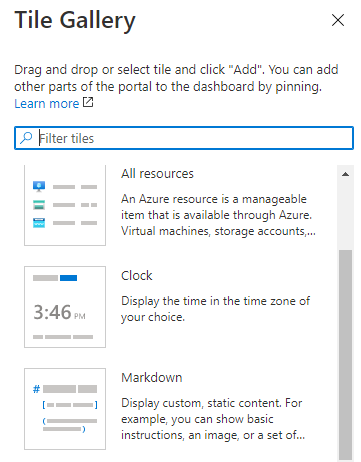 Tile Gallery
Drag and drop or select tile and click "Add". You can add
other parts of the portal to the dashboard by pinning.
Learn more
Filter tiles
All resources
An Azure resource is a manageable
item that is available through Azure.
Virtual machines, storage accounts,...
Clock
3:46 PM
Display the time in the time zone of
your choice.
Markdown
#
[
(
Display custom, static content. For
example, you can show basic
instructions, an image, or a set of...